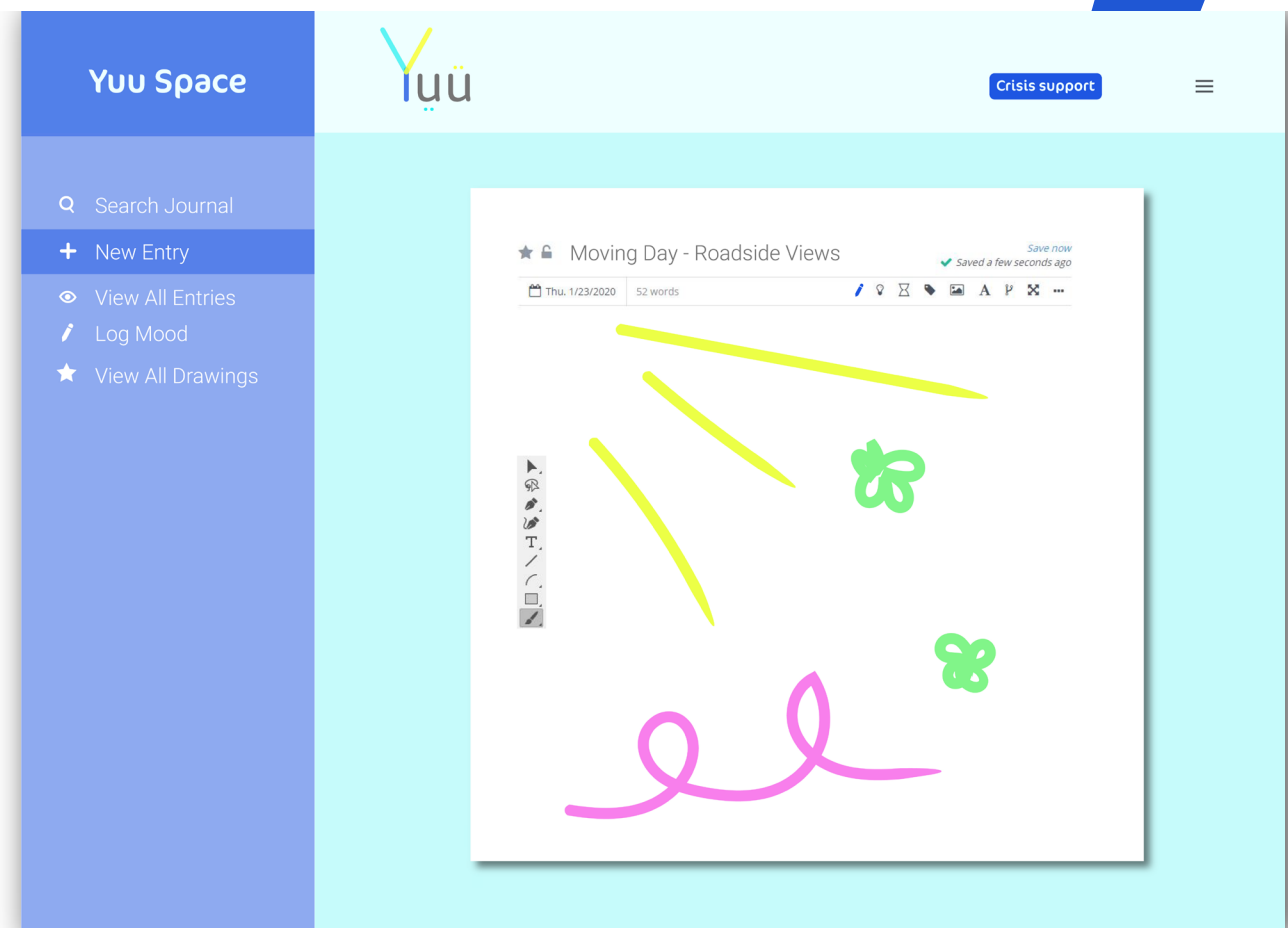 Yuu Space
Yuü
Crisis support
Search Journal
New Entry
View All Entries
Log Mood
View All Drawings
Moving Day - Roadside Views
Save now
Saved a few seconds ago
Thu. 1/23/2020
52 words
A
T